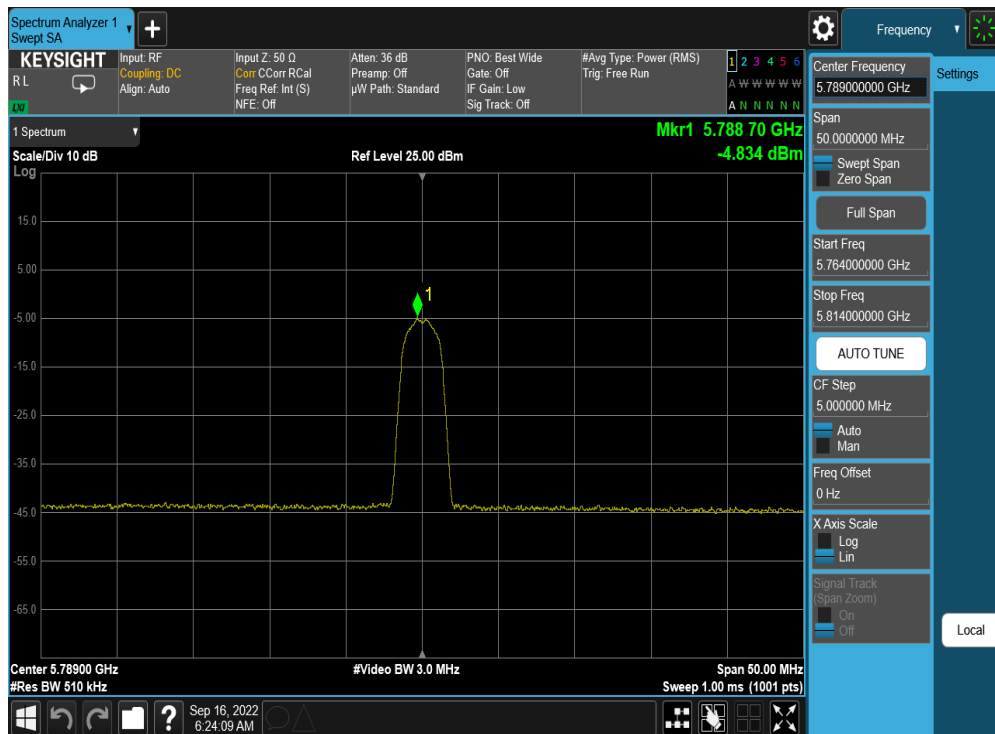 Spectrum Analyzer 1
Swept SA
Frequency
KEYSIGHT
R L
LNI
Input: RF
Coupling: DC
Align: Auto
Input Z: 50 Ω
Corr CCorr RCal
Freq Ref: Int (S)
NFE: Off
Atten: 36 dB
Preamp: Off
µW Path: Standard
PNO: Best Wide
Gate: Off
IF Gain: Low
Sig Track: Off
#Avg Type: Power (RMS)
Trig: Free Run
1 2 3 4 5 6
A W W W W W
A N N N N N
1 Spectrum
Scale/Div 10 dB
Log
Ref Level 25.00 dBm
Mkr1 5.788 70 GHz
-4.834 dBm
15.0
5.00
-5.00
-15.0
-25.0
-35.0
-45.0
-55.0
-65.0
1
Center 5.78900 GHz
#Res BW 510 kHz
#Video BW 3.0 MHz
Span 50.00 MHz
Sweep 1.00 ms (1001 pts)
Center Frequency
5.789000000 GHz
Settings
Span
50.0000000 MHz
Swept Span
Zero Span
Full Span
Start Freq
5.764000000 GHz
Stop Freq
5.814000000 GHz
AUTO TUNE
CF Step
5.000000 MHz
Auto
Man
Freq Offset
0 Hz
X Axis Scale
Log
Lin
Signal Track
(Span Zoom)
On
Off
Local
?
Sep 16, 2022
6:24:09 AM